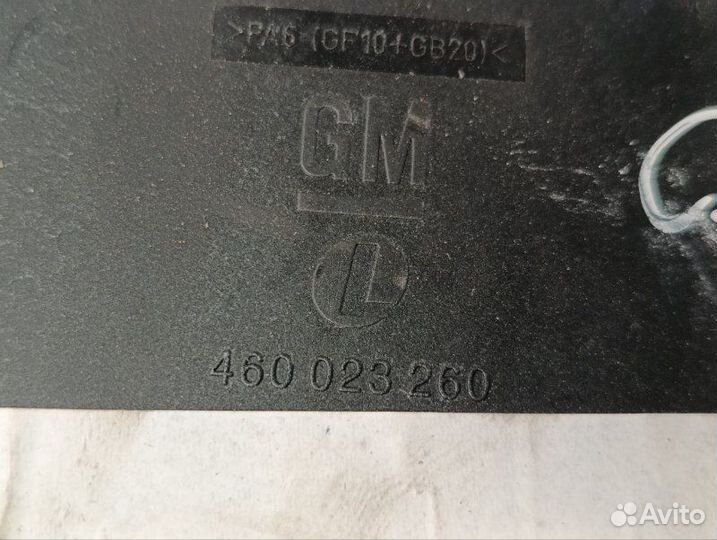 >PA6-(GF10+GB20)<
GM
L
460 023 260
Avito